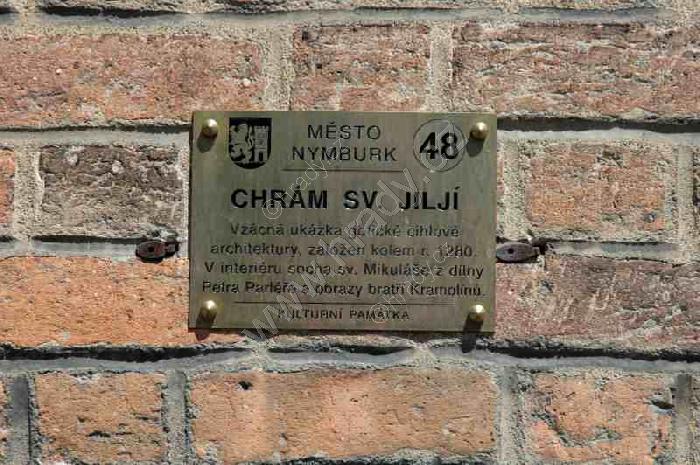 MĚSTO
NYMBURK
48
CHRÁM SV. JILJÍ
Vzácná ukázka gotické cihlové
architektury, založen kolem r. 1280.
V interiéru socha sv. Mikuláše z dílny
Petra Parléře a obrazy bratří Kramolínů.
KULTURNÍ PAMÁTKA